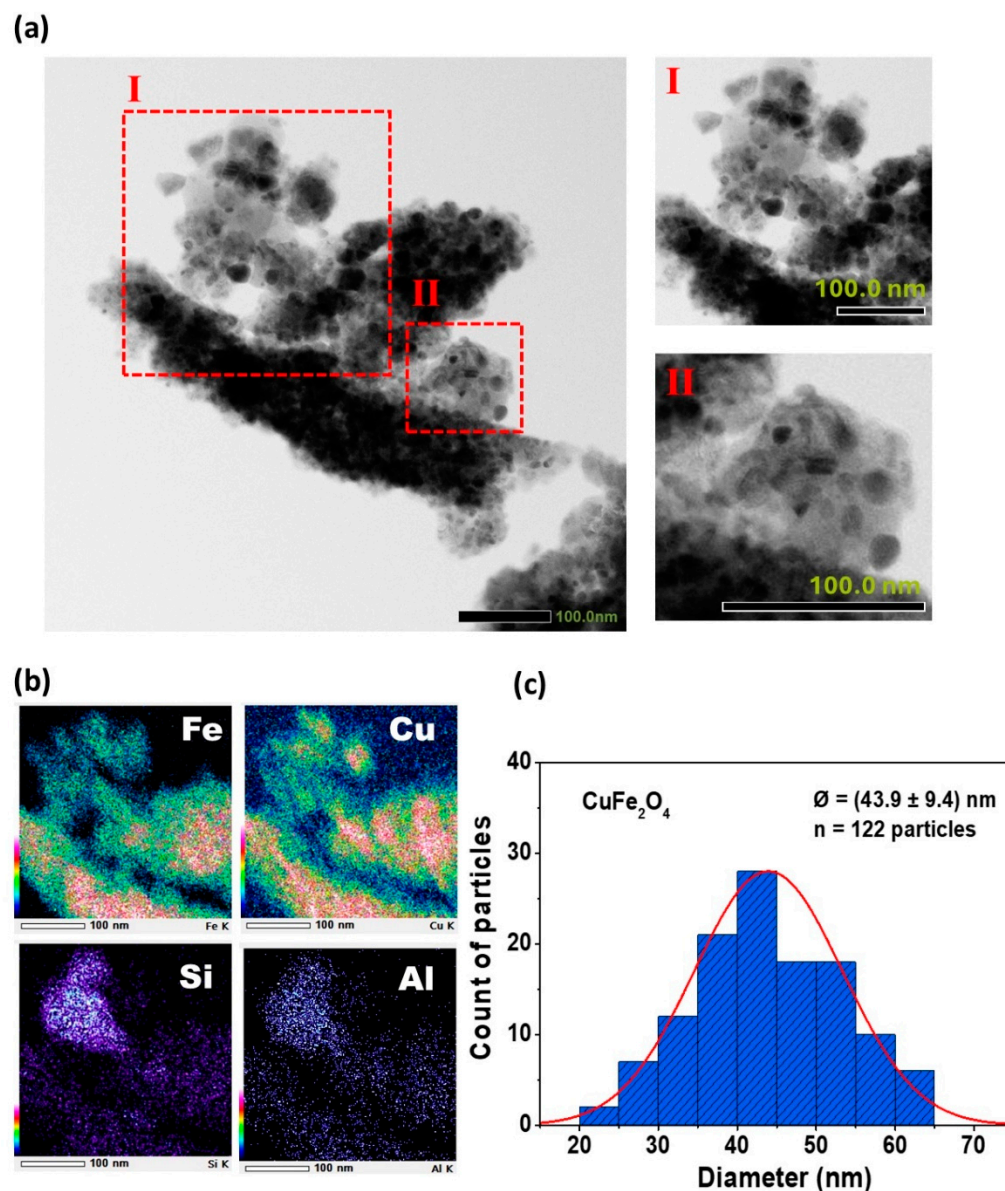 (a)
I
II
100.0nm
I
100.0 nm
II
100.0 nm
(b)
Fe
100 nm
Fe K
Cu
100 nm
Cu K
Si
100 nm
Si K
Al
100 nm
Al K
(c)
CuFe₂O₄
Ø = (43.9 ± 9.4) nm
n = 122 particles
Count of particles
40
30
20
10
0
20 30 40 50 60 70
Diameter (nm)